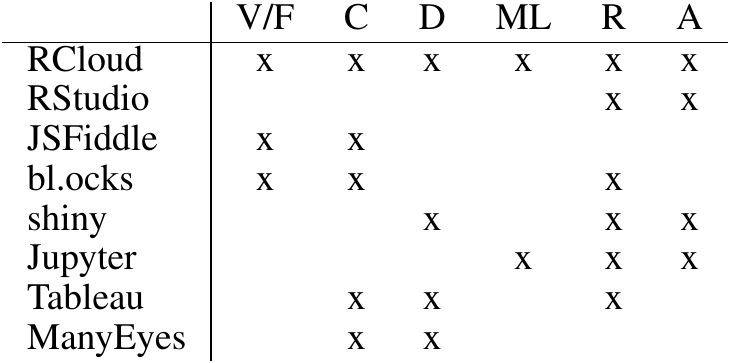 V/F C D ML R A
RCloud x x x x x x
RStudio x x
JSFiddle x x
bl.ocks x x x
shiny x x x
Jupyter x x x
Tableau x x x
ManyEyes x x